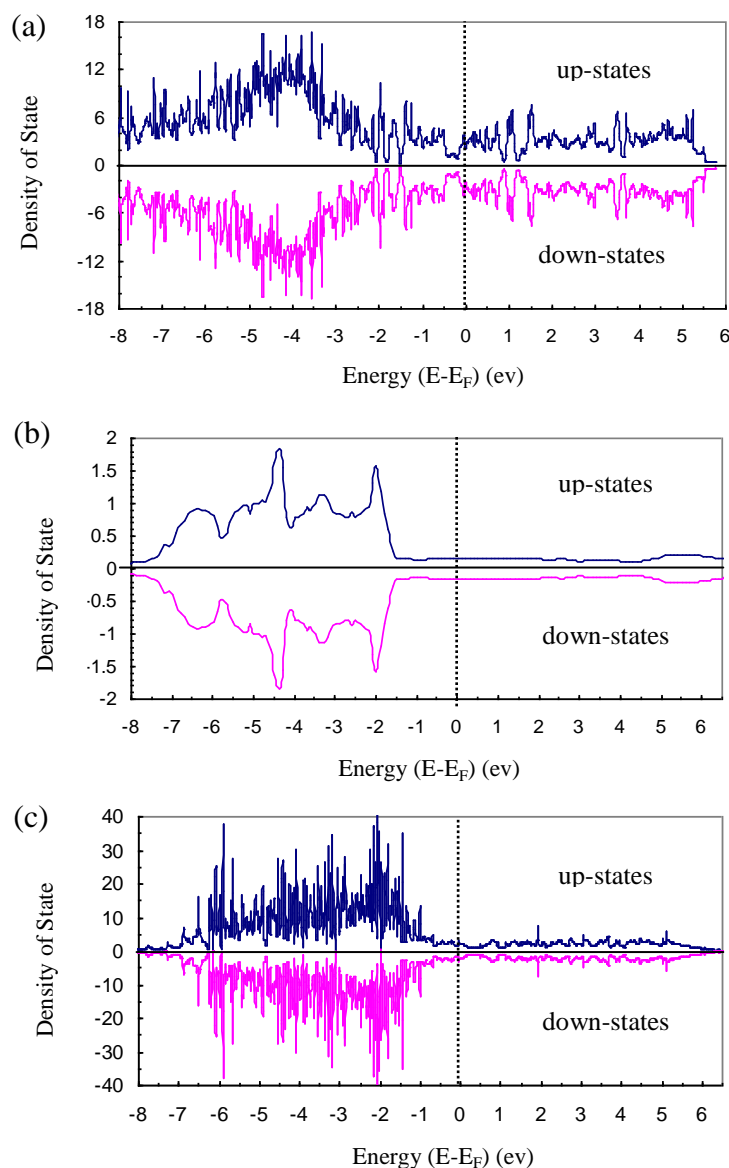 (a)
18
12
6
0
-6
-12
-18
Density of State
up-states
down-states
-8 -7 -6 -5 -4 -3 -2 -1 0 1 2 3 4 5 6
Energy (E-EF) (ev)
(b)
2
1.5
1
0.5
0
-0.5
-1
-1.5
-2
Density of State
up-states
down-states
-8 -7 -6 -5 -4 -3 -2 -1 0 1 2 3 4 5 6
Energy (E-EF) (ev)
(c)
40
30
20
10
0
-10
-20
-30
-40
Density of State
up-states
down-states
-8 -7 -6 -5 -4 -3 -2 -1 0 1 2 3 4 5 6
Energy (E-EF) (ev)